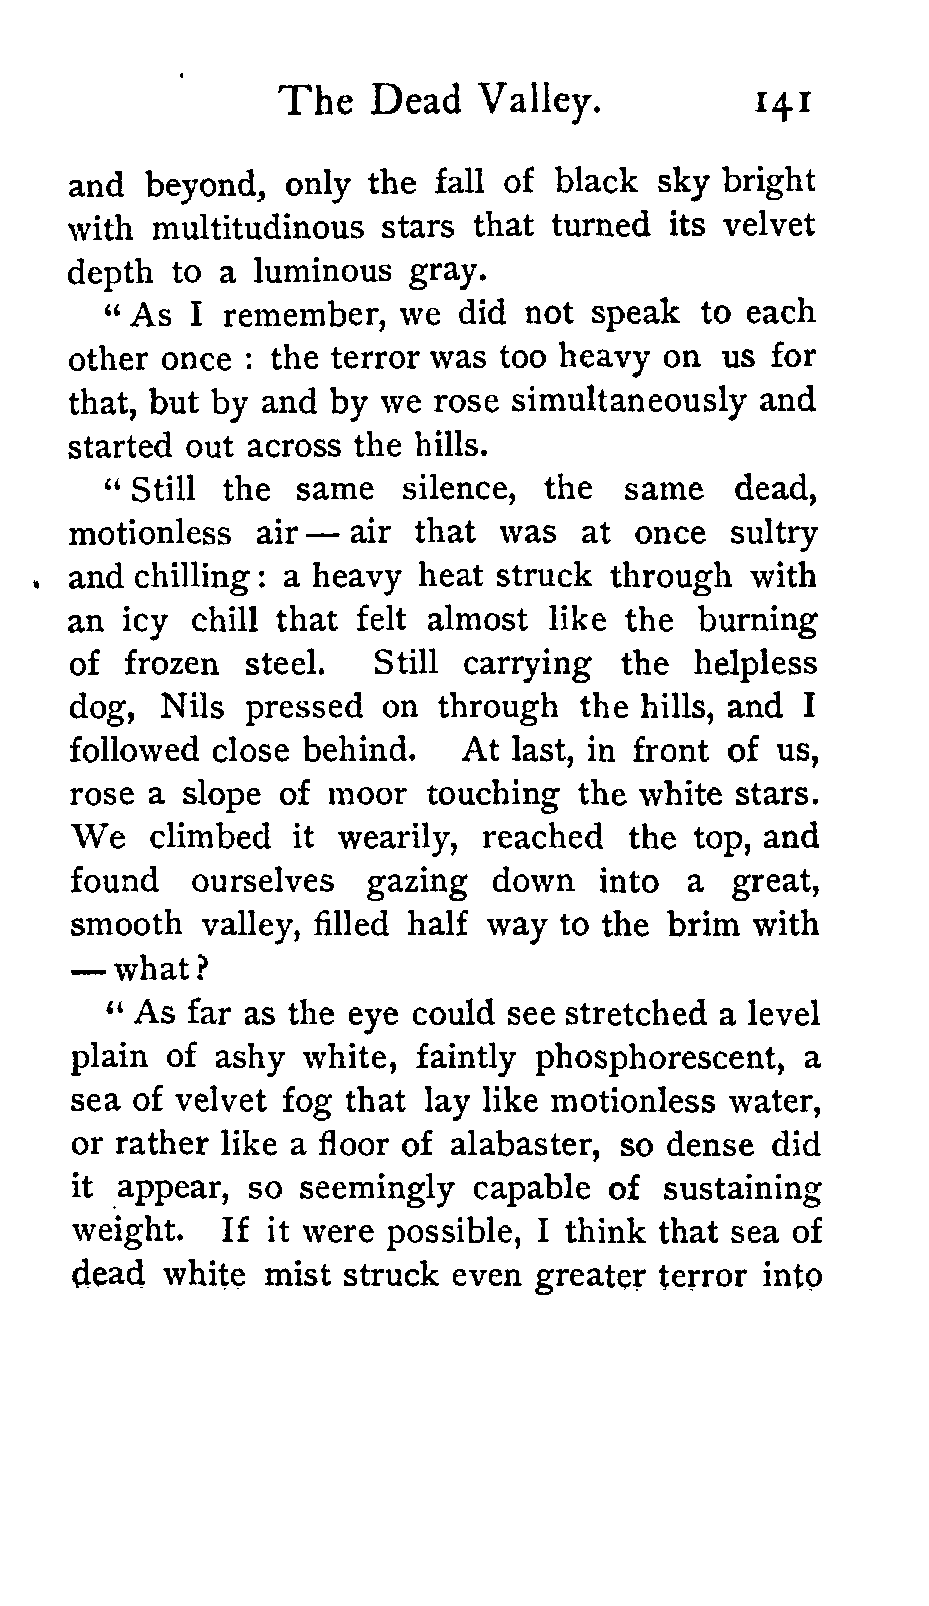 The Dead Valley. 141
and beyond, only the fall of black sky bright
with multitudinous stars that turned its velvet
depth to a luminous gray.
“ As I remember, we did not speak to each
other once : the terror was too heavy on us for
that, but by and by we rose simultaneously and
started out across the hills.
“ Still the same silence, the same dead,
motionless air — air that was at once sultry
and chilling : a heavy heat struck through with
an icy chill that felt almost like the burning
of frozen steel. Still carrying the helpless
dog, Nils pressed on through the hills, and I
followed close behind. At last, in front of us,
rose a slope of moor touching the white stars.
We climbed it wearily, reached the top, and
found ourselves gazing down into a great,
smooth valley, filled half way to the brim with
— what ?
“ As far as the eye could see stretched a level
plain of ashy white, faintly phosphorescent, a
sea of velvet fog that lay like motionless water,
or rather like a floor of alabaster, so dense did
it appear, so seemingly capable of sustaining
weight. If it were possible, I think that sea of
dead white mist struck even greater terror into